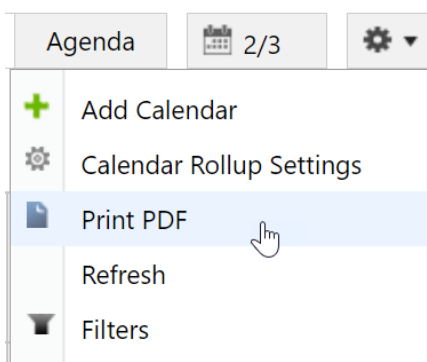 Agenda 2/3
Add Calendar
Calendar Rollup Settings
Print PDF
Refresh
Filters